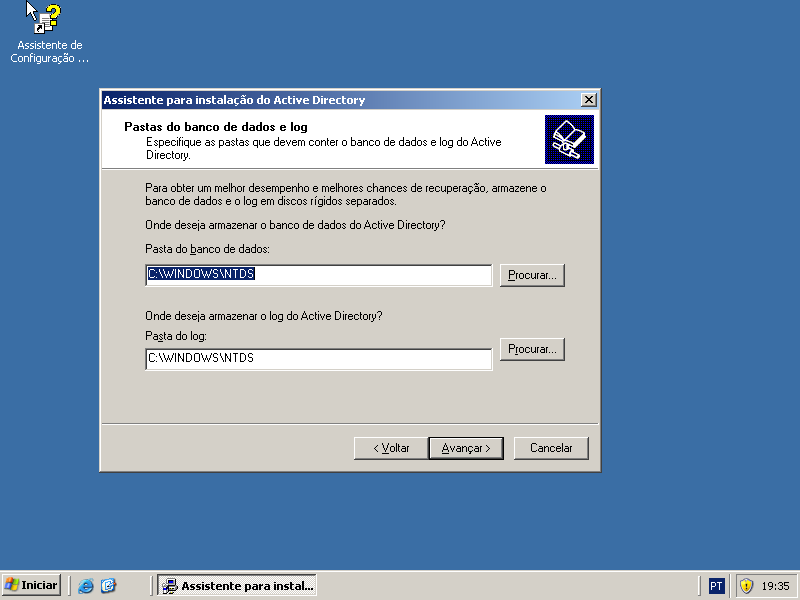 Assistente de
Configuração ...
Assistente para instalação do Active Directory
Pastas do banco de dados e log
Especifique as pastas que devem conter o banco de dados e log do Active
Directory.
Para obter um melhor desempenho e melhores chances de recuperação, armazene o
banco de dados e o log em discos rígidos separados.
Onde deseja armazenar o banco de dados do Active Directory?
Pasta do banco de dados:
C:\WINDOWS\NTDS
Procurar...
Onde deseja armazenar o log do Active Directory?
Pasta do log:
C:\WINDOWS\NTDS
Procurar...
< Voltar
Avançar >
Cancelar
Iniciar
Assistente para instal...
PT
19:35